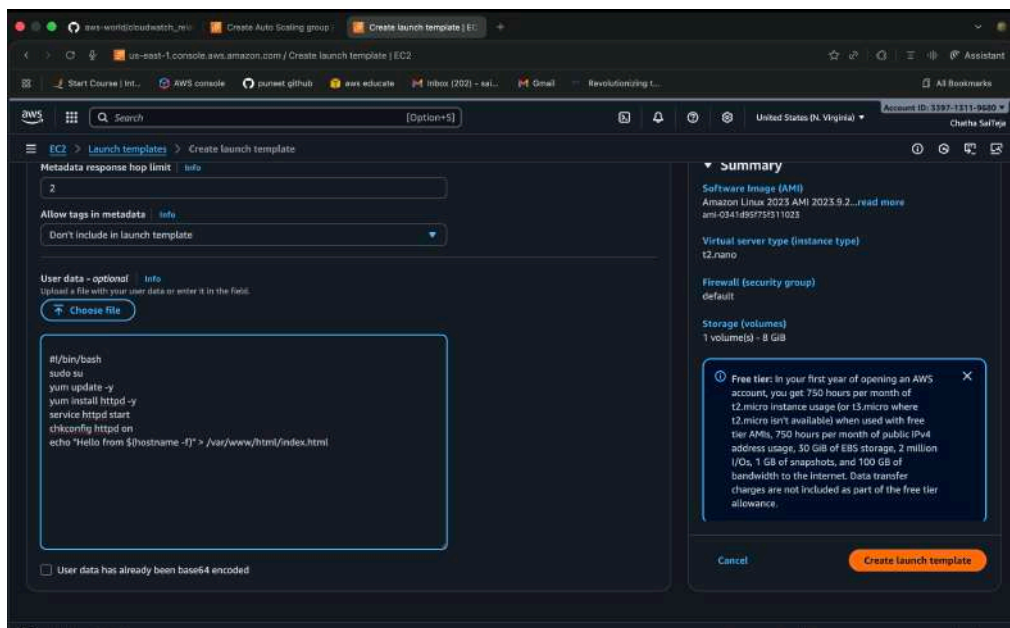 aws-world/cloudwatch_rei
Create Auto Scaling group
Create launch template | EC
us-east-1.console.aws.amazon.com / Create launch template | EC2
Assistant
Start Course | Int...
AWS console
puneet github
aws educate
Inbox (202) - sai...
Gmail
Revolutionizing t...
All Bookmarks
aws
Search
[Option+S]
United States (N. Virginia)
Account ID: 3397-1311-9680
Chatha SaiTeja
EC2 > Launch templates > Create launch template
Metadata response hop limit | Info
2
Allow tags in metadata | Info
Don't include in launch template
User data - optional | Info
Upload a file with your user data or enter it in the field.
Choose file
#!/bin/bash
sudo su
yum update -y
yum install httpd -y
service httpd start
chkconfig httpd on
echo "Hello from $(hostname -f)" > /var/www/html/index.html
User data has already been base64 encoded
Summary
Software Image (AMI)
Amazon Linux 2023 AMI 2023.9.2...read more
ami-0341d95f75f311023
Virtual server type (instance type)
t2.nano
Firewall (security group)
default
Storage (volumes)
1 volume(s) - 8 GiB
Free tier: In your first year of opening an AWS
account, you get 750 hours per month of
t2.micro instance usage (or t3.micro where
t2.micro isn't available) when used with free
tier AMIs, 750 hours per month of public IPv4
address usage, 30 GiB of EBS storage, 2 million
I/Os, 1 GB of snapshots, and 100 GB of
bandwidth to the internet. Data transfer
charges are not included as part of the free tier
allowance.
Cancel
Create launch template